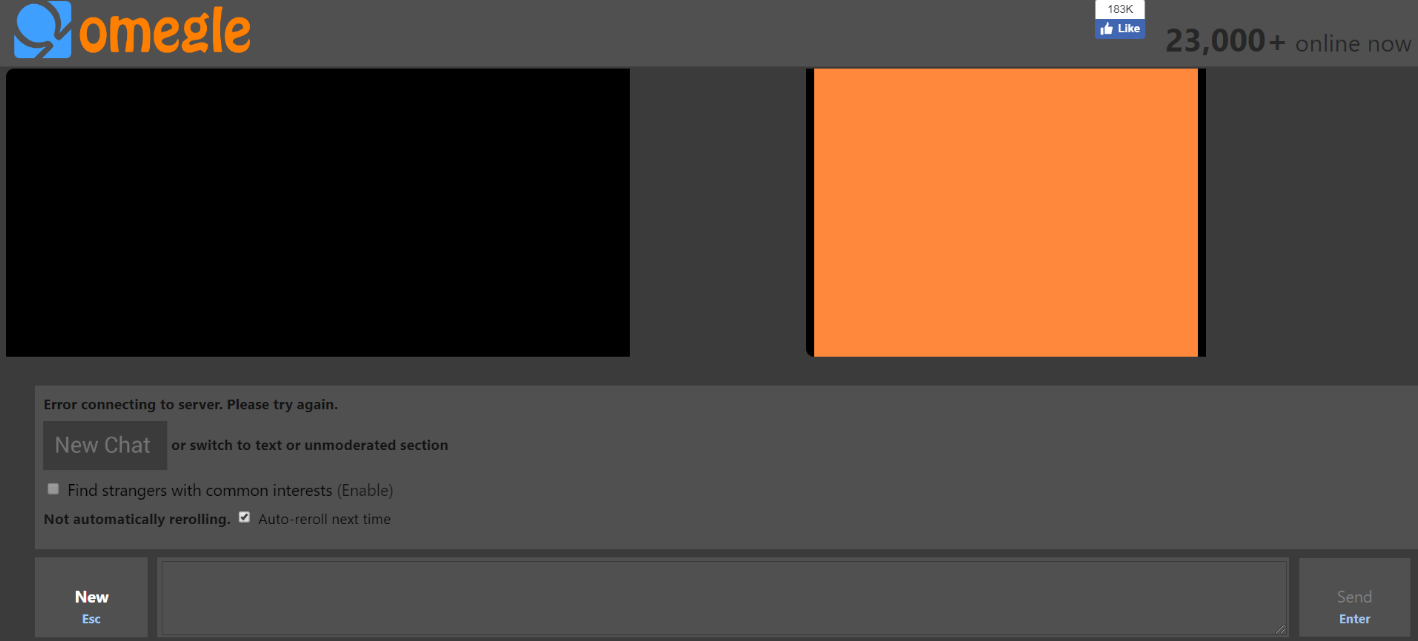 omegle
183K
Like
23,000+ online now
Error connecting to server. Please try again.
New Chat or switch to text or unmoderated section
Find strangers with common interests (Enable)
Not automatically rerolling. Auto-reroll next time
New
Esc
Send
Enter